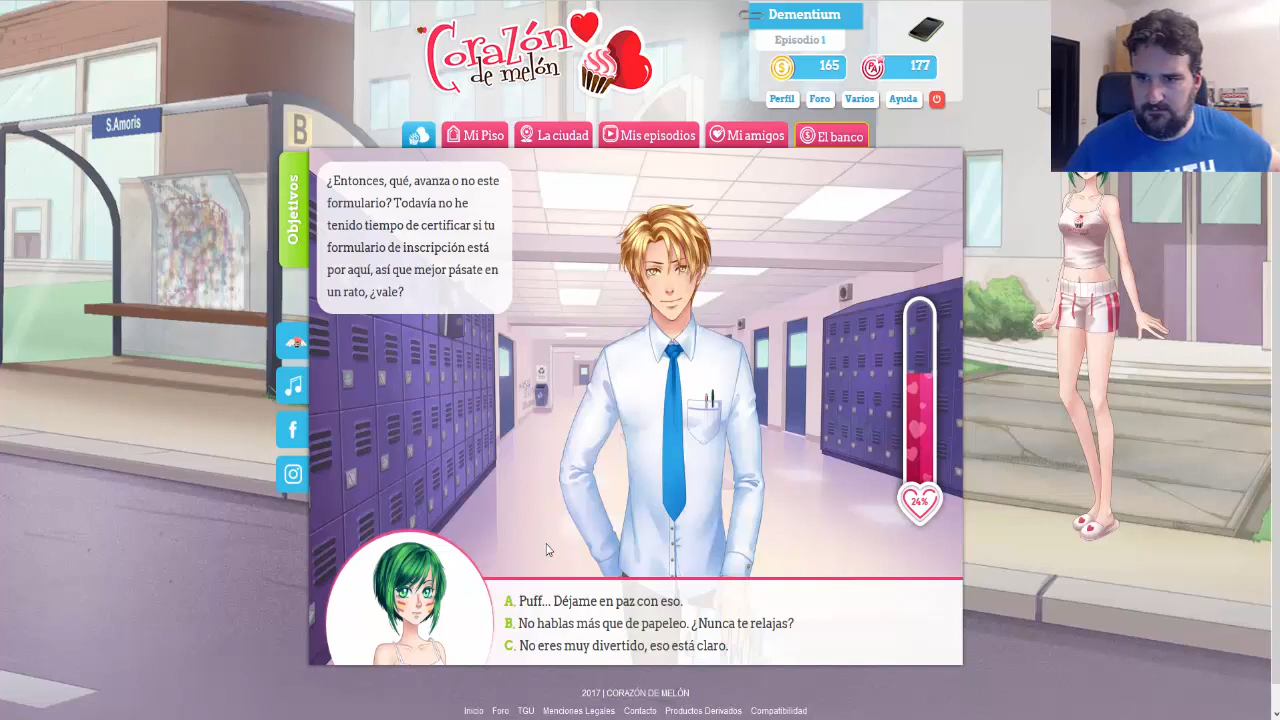 Corazón
de melón
Dementium
Episodio 1
165
177
Perfil
Foro
Varios
Ayuda
Mi Piso
La ciudad
Mis episodios
Mi amigos
El banco
S.Amoris
B
Objetivos
¿Entonces, qué, avanza o no este
formulario? Todavía no he
tenido tiempo de certificar si tu
formulario de inscripción está
por aquí, así que mejor pásate en
un rato, ¿vale?
24%
A. Puff... Déjame en paz con eso.
B. No hablas más que de papeleo. ¿Nunca te relajas?
C. No eres muy divertido, eso está claro.
2017 | CORAZÓN DE MELÓN
Inicio Foro TGU Menciones Legales Contacto Productos Derivados Compatibilidad